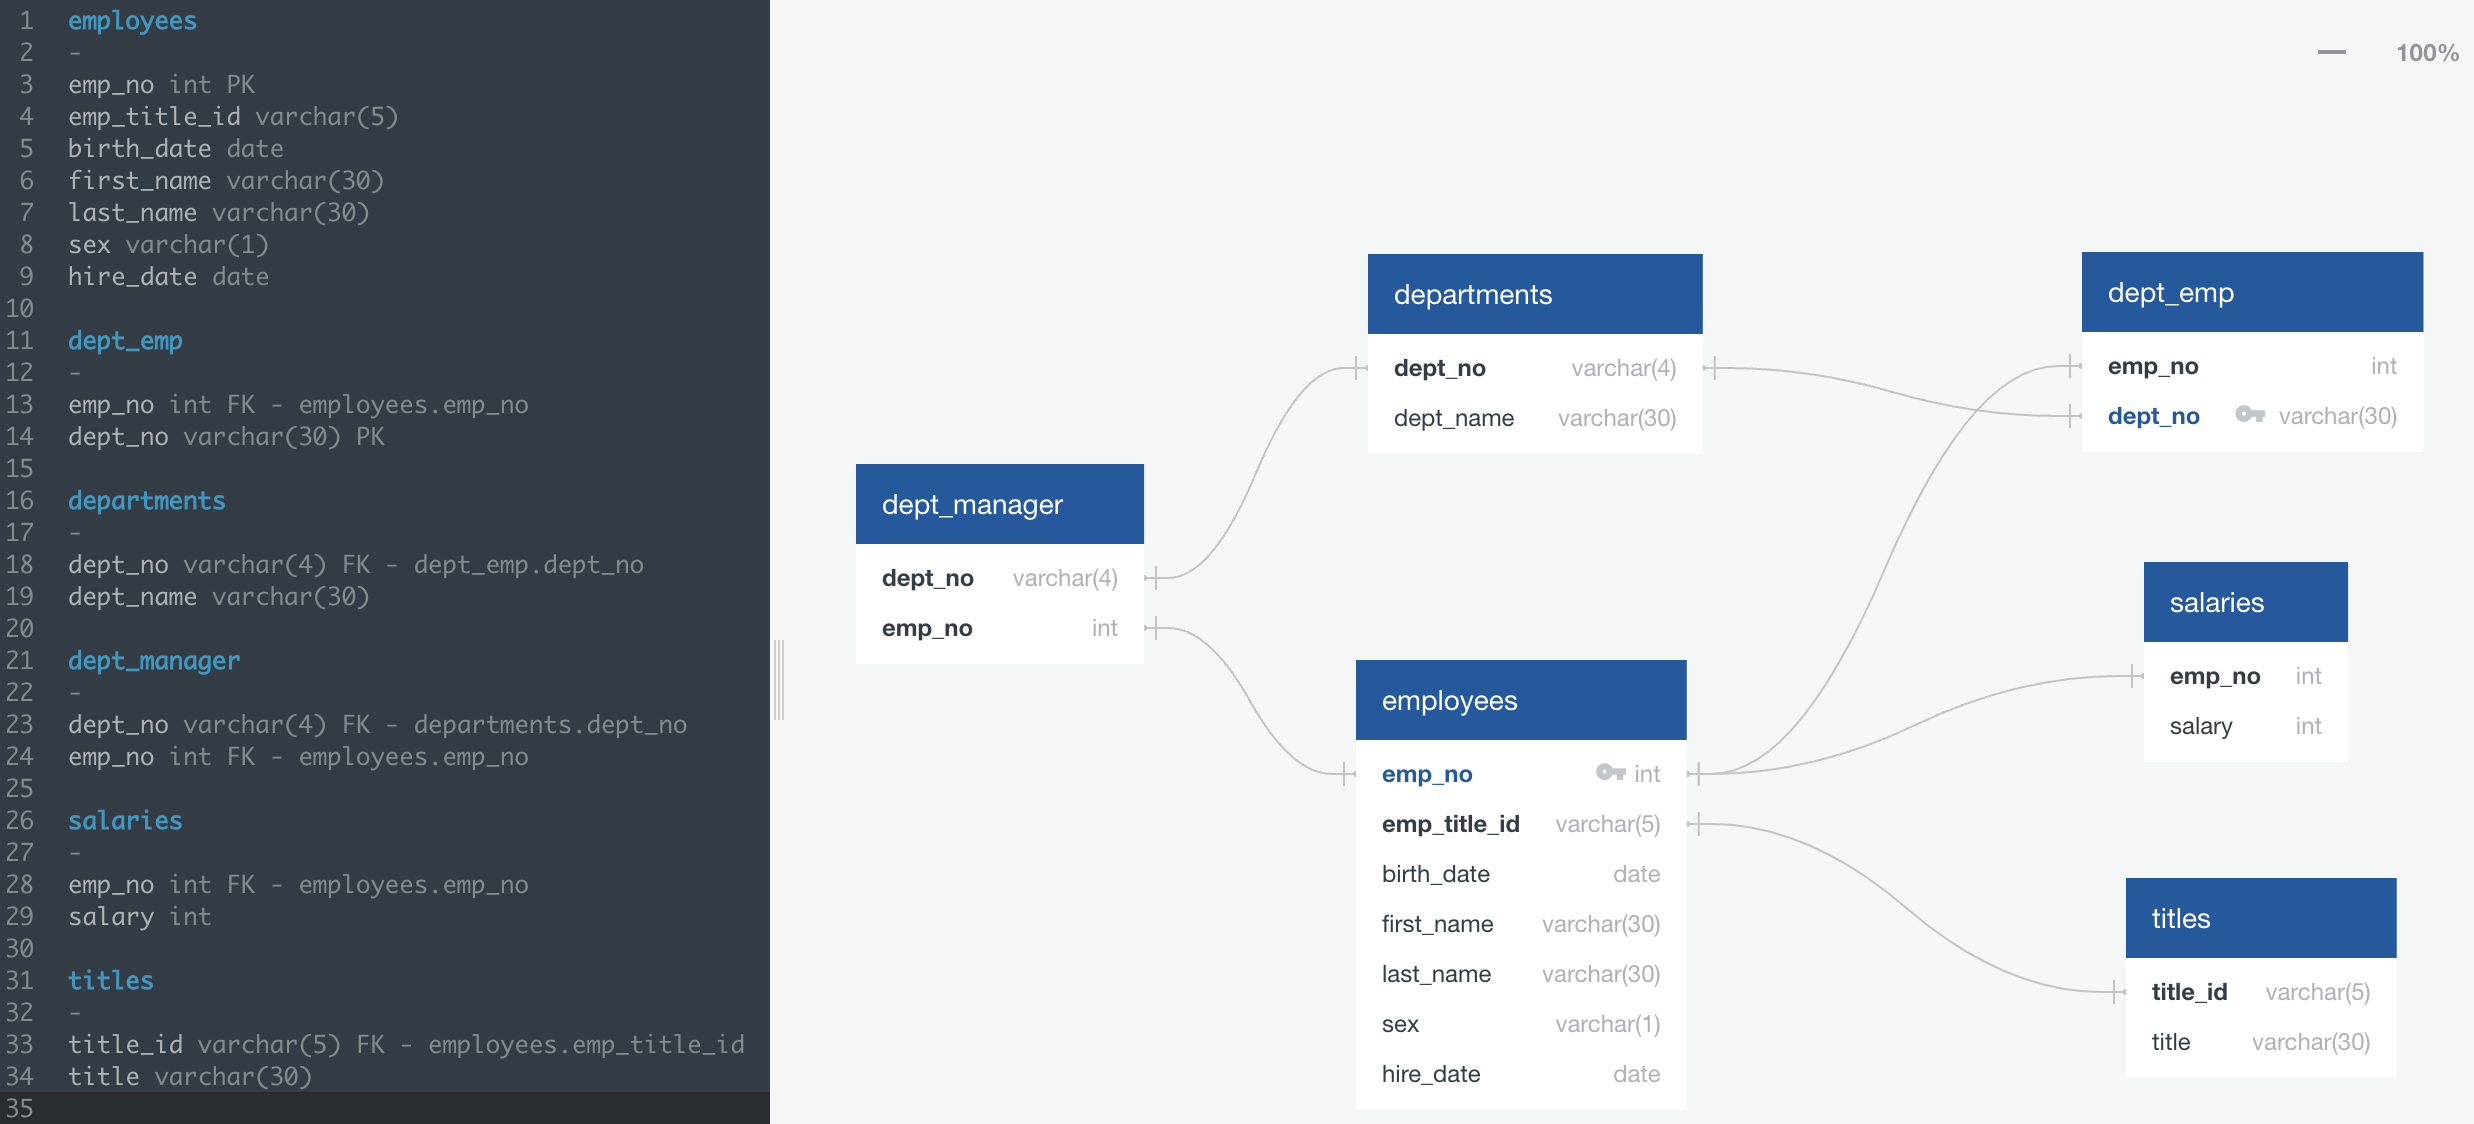 1 employees
2 -
3 emp_no int PK
4 emp_title_id varchar(5)
5 birth_date date
6 first_name varchar(30)
7 last_name varchar(30)
8 sex varchar(1)
9 hire_date date
10
11 dept_emp
12 -
13 emp_no int FK - employees.emp_no
14 dept_no varchar(30) PK
15
16 departments
17 -
18 dept_no varchar(4) FK - dept_emp.dept_no
19 dept_name varchar(30)
20
21 dept_manager
22 -
23 dept_no varchar(4) FK - departments.dept_no
24 emp_no int FK - employees.emp_no
25
26 salaries
27 -
28 emp_no int FK - employees.emp_no
29 salary int
30
31 titles
32 -
33 title_id varchar(5) FK - employees.emp_title_id
34 title varchar(30)
35
100%
dept_manager
dept_no varchar(4)
emp_no int
departments
dept_no varchar(4)
dept_name varchar(30)
employees
emp_no int
emp_title_id varchar(5)
birth_date date
first_name varchar(30)
last_name varchar(30)
sex varchar(1)
hire_date date
dept_emp
emp_no int
dept_no varchar(30)
salaries
emp_no int
salary int
titles
title_id varchar(5)
title varchar(30)